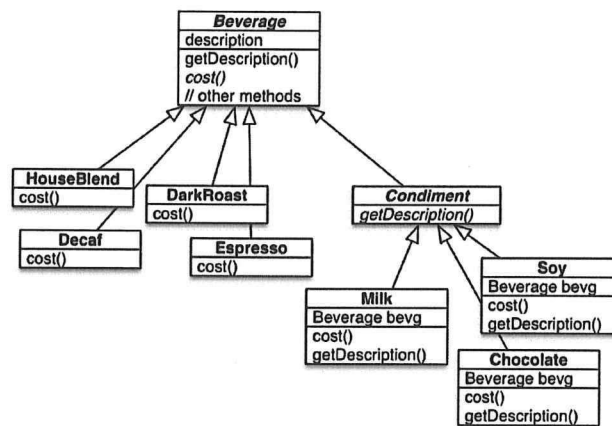 Beverage
description
getDescription()
cost()
// other methods
HouseBlend
cost()
DarkRoast
cost()
Decaf
cost()
Espresso
cost()
Condiment
getDescription()
Milk
Beverage bevg
cost()
getDescription()
Soy
Beverage bevg
cost()
getDescription()
Chocolate
Beverage bevg
cost()
getDescription()